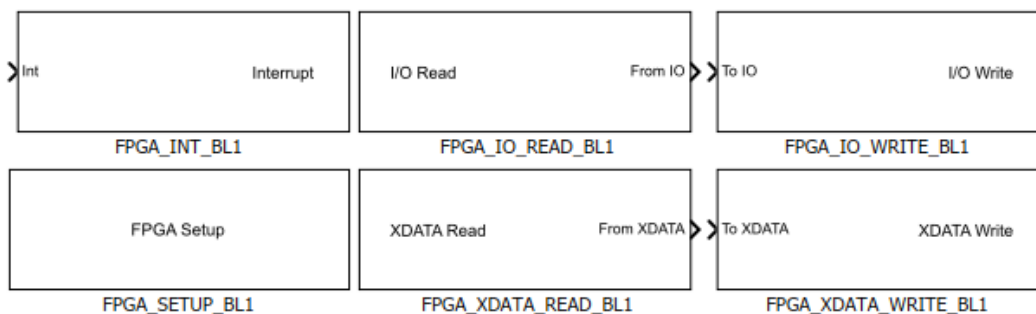 Int Interrupt
I/O Read From IO
To IO I/O Write
FPGA_INT_BL1
FPGA_IO_READ_BL1
FPGA_IO_WRITE_BL1
FPGA Setup
XDATA Read From XDATA
To XDATA XDATA Write
FPGA_SETUP_BL1
FPGA_XDATA_READ_BL1
FPGA_XDATA_WRITE_BL1